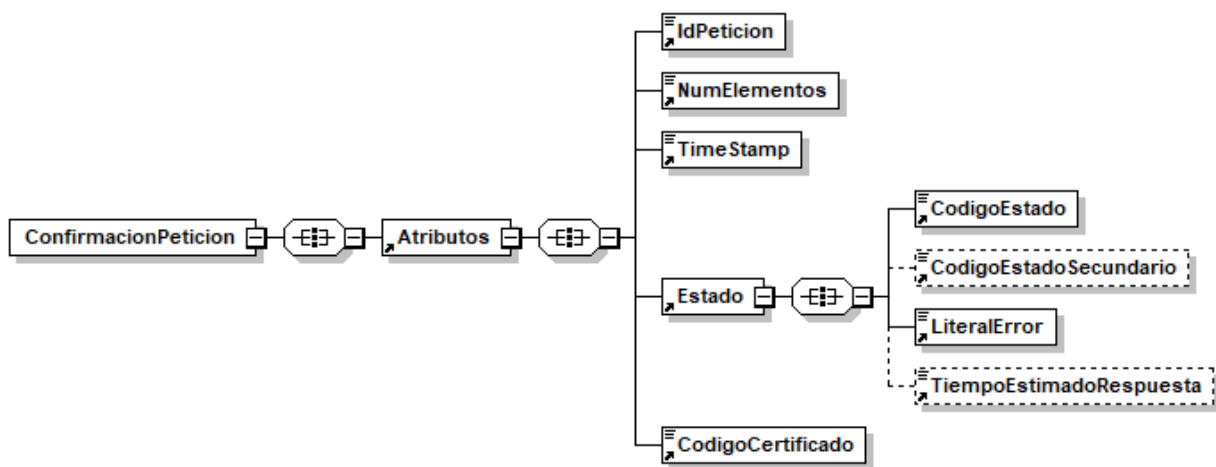 IdPeticion
NumElementos
TimeStamp
ConfirmacionPeticion
Atributos
Estado
CodigoEstado
CodigoEstadoSecundario
LiteralError
TiempoEstimadoRespuesta
CodigoCertificado